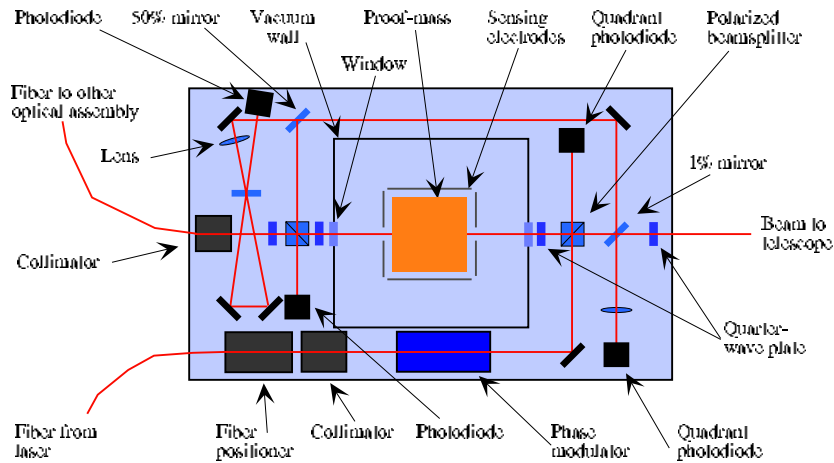 Photodiode
50% mirror
Vacuum
wall
Proof-mass
Sensing
electrodes
Quadrant
photodiode
Polarized
beamsplitter
Window
Fiber to other
optical assembly
Lens
1% mirror
Beam to
telescope
Collimator
Quarter-
wave plate
Fiber from
laser
Fiber
positioner
Collimator
Photodiode
Phase
modulator
Quadrant
photodiode